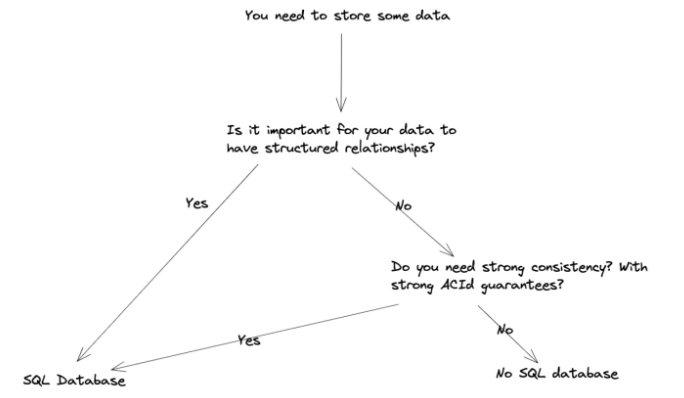 You need to store some data
Is it important for your data to
have structured relationships?
Yes
No
Do you need strong consistency? With
strong ACId guarantees?
Yes
No
SQL Database
No SQL database